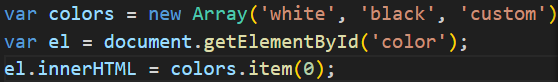 var colors = new Array('white', 'black', 'custom')
var el = document.getElementById('color');
el.innerHTML = colors.item(0);